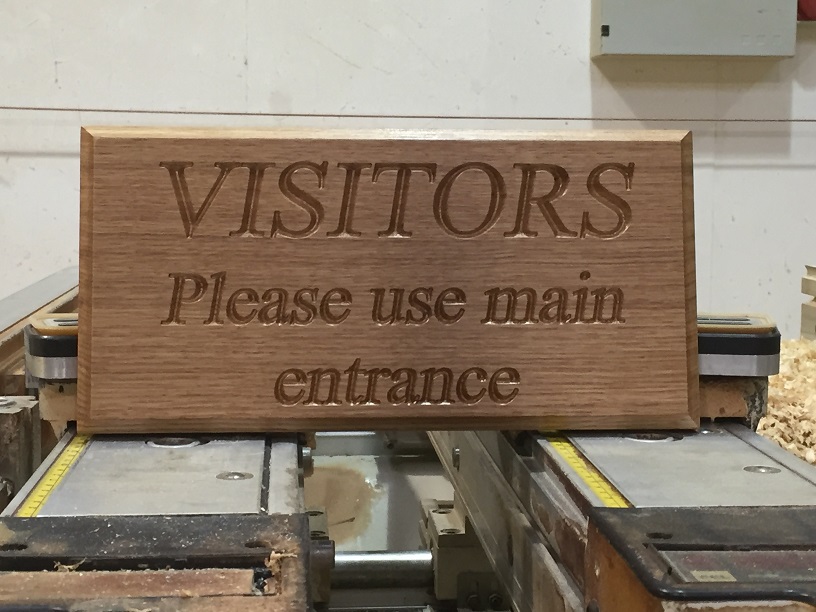 VISITORS
Please use main
entrance